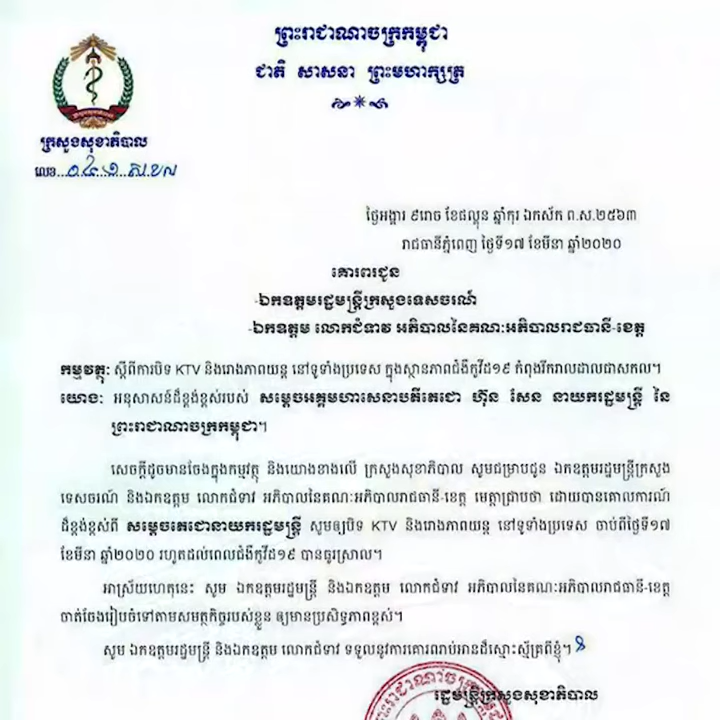 ព្រះរាជាណាចក្រកម្ពុជា
ជាតិ សាសនា ព្រះមហាក្សត្រ
ក្រសួងសុខាភិបាល
លេខ...០៤១...ស.ខ
ថ្ងៃអង្គារ ៩រោច ខែផល្គុន ឆ្នាំកុរ ឯកស័ក ព.ស.២៥៦៣
រាជធានីភ្នំពេញ ថ្ងៃទី១៧ ខែមីនា ឆ្នាំ២០២០
គោរពជូន
-ឯកឧត្តមរដ្ឋមន្ត្រីក្រសួងទេសចរណ៍
-ឯកឧត្តម លោកជំទាវ អភិបាលនៃគណៈអភិបាលរាជធានី-ខេត្ត
កម្មវត្ថុ: ស្តីពីការបិទ KTV និងរោងភាពយន្ត នៅទូទាំងប្រទេស ក្នុងស្ថានភាពជំងឺកូវីដ១៩ កំពុងរីករាលដាលជាសកល។
យោង: អនុសាសន៍ដ៏ខ្ពង់ខ្ពស់របស់ សម្តេចអគ្គមហាសេនាបតីតេជោ ហ៊ុន សែន នាយករដ្ឋមន្ត្រី នៃ
ព្រះរាជាណាចក្រកម្ពុជា។
សេចក្តីដូចមានចែងក្នុងកម្មវត្ថុ និងយោងខាងលើ ក្រសួងសុខាភិបាល សូមជម្រាបជូន ឯកឧត្តមរដ្ឋមន្ត្រីក្រសួង
ទេសចរណ៍ និងឯកឧត្តម លោកជំទាវ អភិបាលនៃគណៈអភិបាលរាជធានី-ខេត្ត មេត្តាជ្រាបថា ដោយបានគោលការណ៍
ដ៏ខ្ពង់ខ្ពស់ពី សម្តេចតេជោនាយករដ្ឋមន្ត្រី សូមឲ្យបិទ KTV និងរោងភាពយន្ត នៅទូទាំងប្រទេស ចាប់ពីថ្ងៃទី១៧
ខែមីនា ឆ្នាំ២០២០ រហូតដល់ពេលជំងឺកូវីដ១៩ បានធូរស្រាល។
អាស្រ័យហេតុនេះ សូម ឯកឧត្តមរដ្ឋមន្ត្រី និងឯកឧត្តម លោកជំទាវ អភិបាលនៃគណៈអភិបាលរាជធានី-ខេត្ត
ចាត់ចែងរៀបចំទៅតាមសមត្ថកិច្ចរបស់ខ្លួន ឲ្យមានប្រសិទ្ធភាពខ្ពស់។
សូម ឯកឧត្តមរដ្ឋមន្ត្រី និងឯកឧត្តម លោកជំទាវ ទទួលនូវការគោរពរាប់អានដ៏ស្មោះស្ម័គ្រពីខ្ញុំ។
រដ្ឋមន្ត្រីក្រសួងសុខាភិបាល
ព្រះរាជាណាចក្រកម្ពុជា